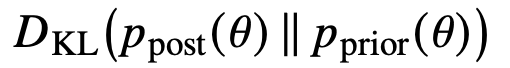 D_KL(p_post(θ) ∥ p_prior(θ))